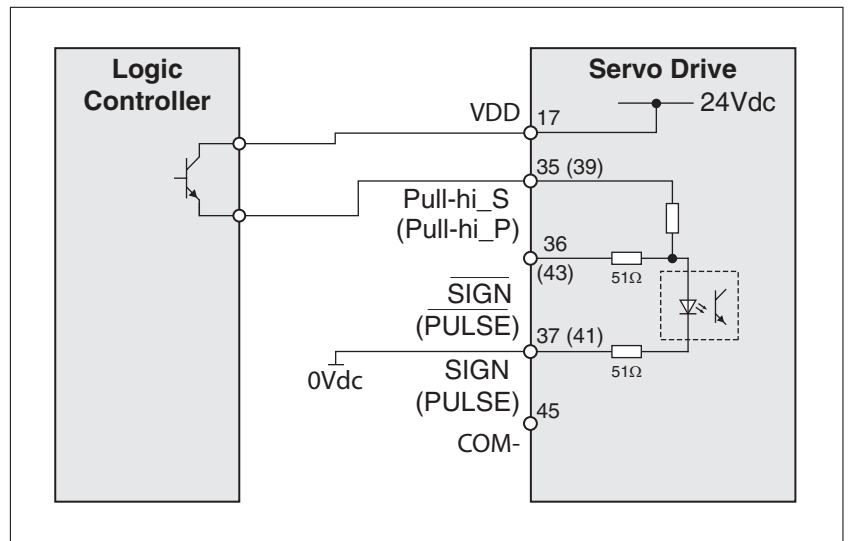 Logic
Controller
Servo Drive
24Vdc
VDD
17
35 (39)
Pull-hi_S
(Pull-hi_P)
36
(43)
51Ω
SIGN
(PULSE)
37 (41)
0Vdc
SIGN
51Ω
(PULSE)
45
COM-